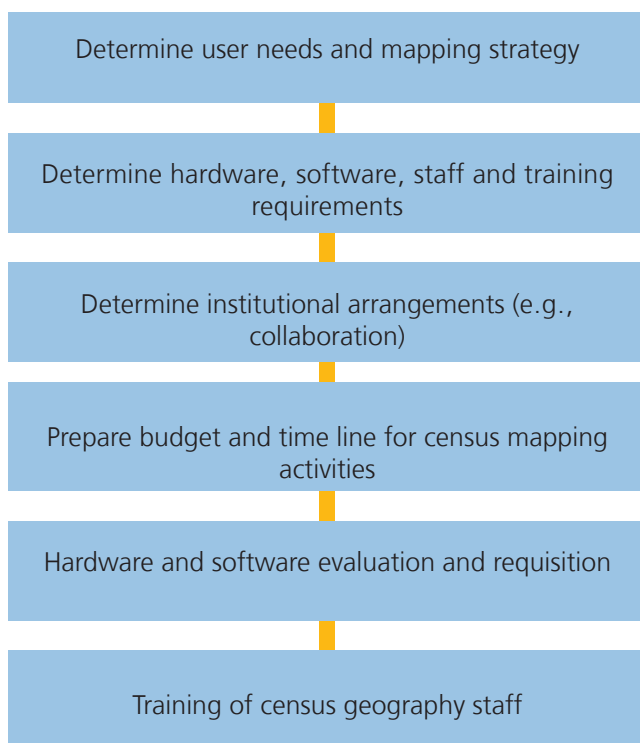 Determine user needs and mapping strategy
Determine hardware, software, staff and training
requirements
Determine institutional arrangements (e.g.,
collaboration)
Prepare budget and time line for census mapping
activities
Hardware and software evaluation and requisition
Training of census geography staff